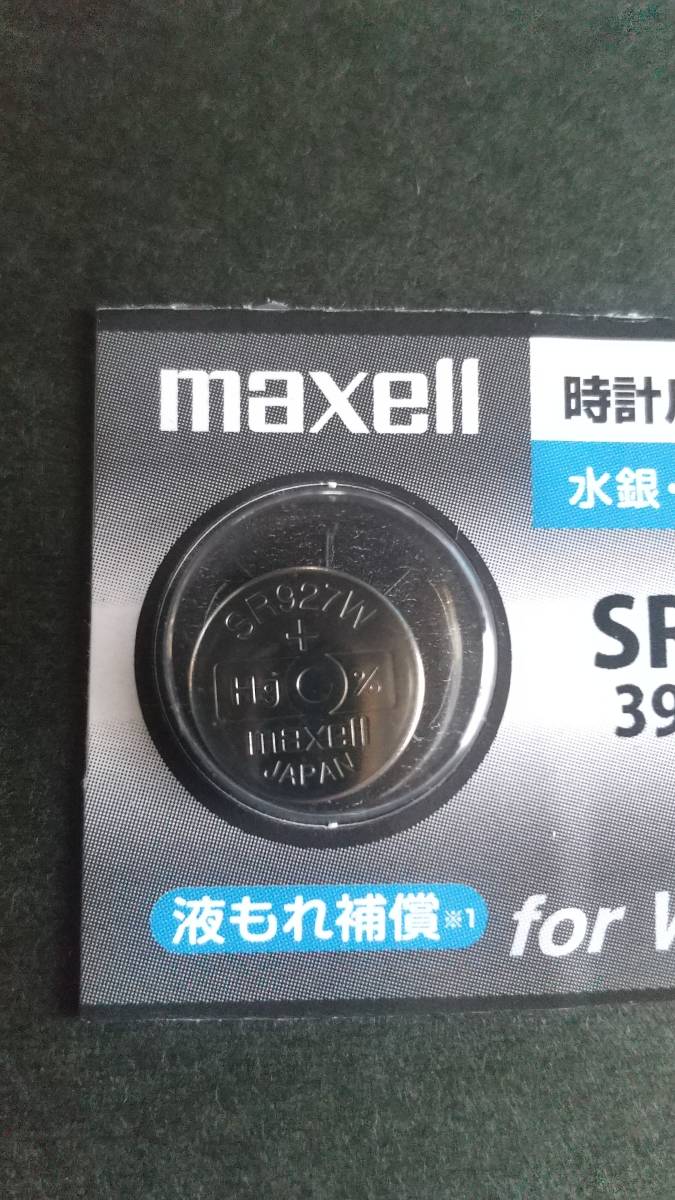 maxell
時計
水銀・
SR927W
+
Hg 0%
maxell
JAPAN
SR
39
液もれ補償※1
for